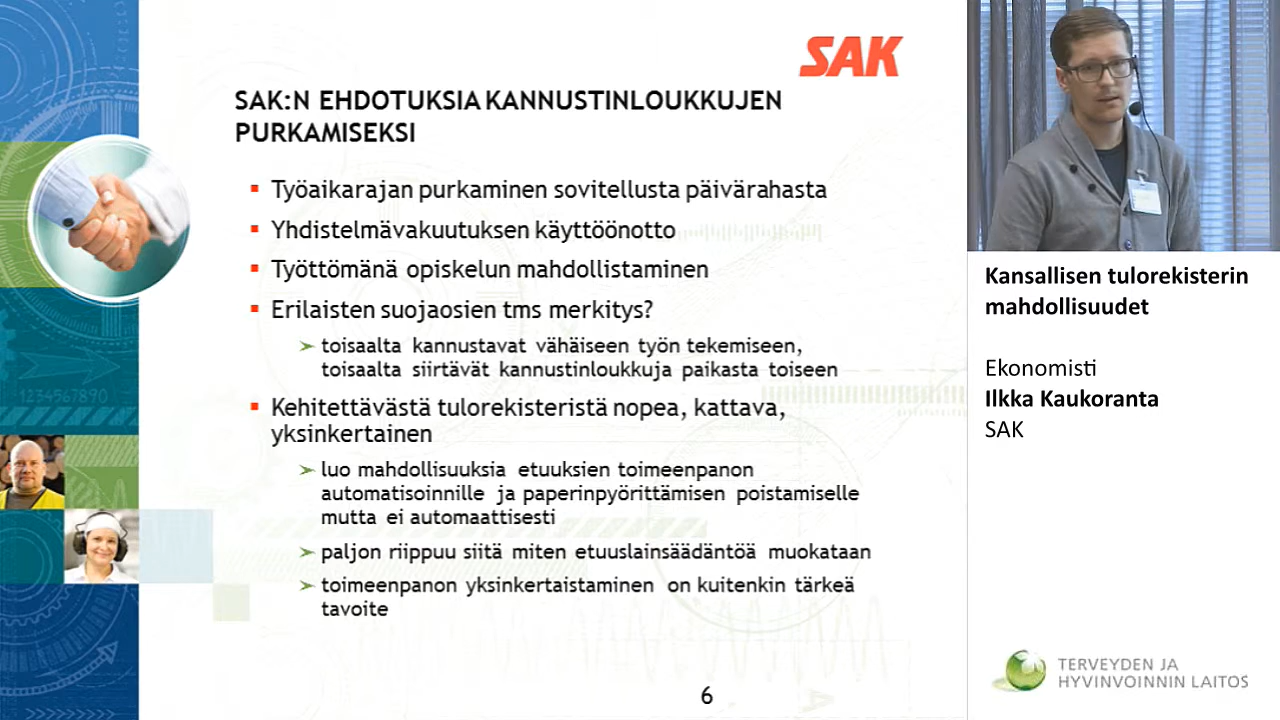 SAK
SAK:N EHDOTUKSIA KANNUSTINLOUKKUJEN
PURKAMISEKSI
Työaikarajan purkaminen sovitellusta päivärahasta
Yhdistelmävakuutuksen käyttöönotto
Työttömänä opiskelun mahdollistaminen
Erilaisten suojaosien tms merkitys?
toisaalta kannustavat vähäiseen työn tekemiseen,
toisaalta siirtävät kannustinloukkuja paikasta toiseen
Kehitettävästä tulorekisteristä nopea, kattava,
yksinkertainen
luo mahdollisuuksia etuuksien toimeenpanon
automatisoinnille ja paperinpyörittämisen poistamiselle
mutta ei automaattisesti
paljon riippuu siitä miten etuuslainsäädäntöä muokataan
toimeenpanon yksinkertaistaminen on kuitenkin tärkeä
tavoite
6
1234567890
Kansallisen tulorekisterin
mahdollisuudet
Ekonomisti
Ilkka Kaukoranta
SAK
TERVEYDEN JA
HYVINVOINNIN LAITOS